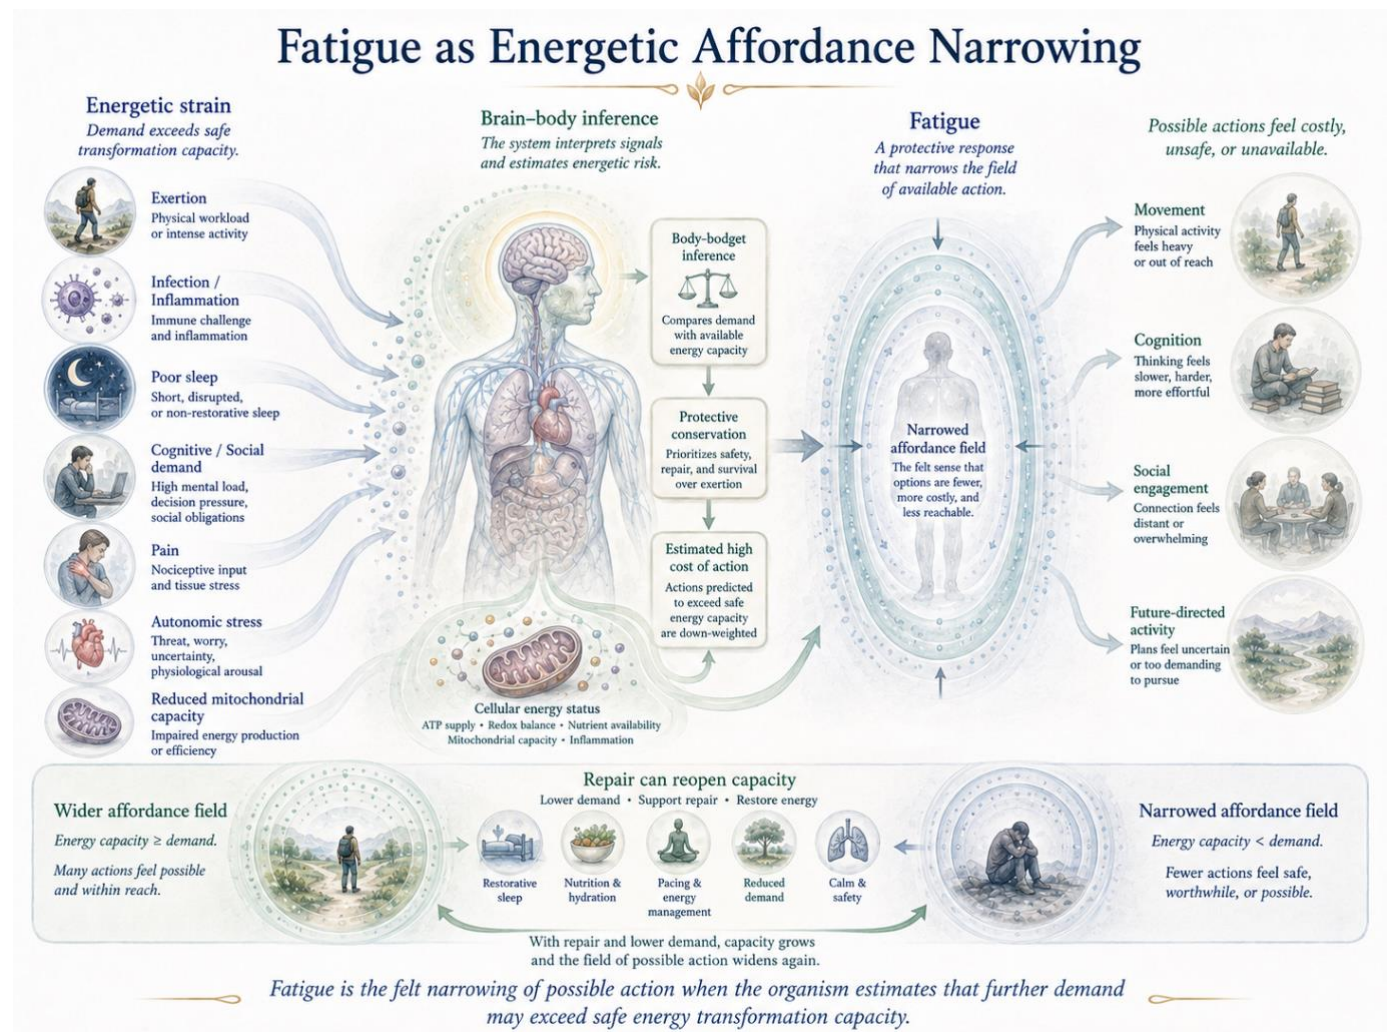 Fatigue as Energetic Affordance Narrowing
Energetic strain
Demand exceeds safe
transformation capacity.
Exertion
Physical workload
or intense activity
Infection /
Inflammation
Immune challenge
and inflammation
Poor sleep
Short, disrupted,
or non-restorative sleep
Cognitive / Social
demand
High mental load,
decision pressure,
social obligations
Pain
Nociceptive input
and tissue stress
Autonomic stress
Threat, worry,
uncertainty,
physiological arousal
Reduced mitochondrial
capacity
Impaired energy production
or efficiency
Brain–body inference
The system interprets signals
and estimates energetic risk.
Body-bodget
inference
Compares demand
with available
energy capacity
Protective
conservation
Prioritizes safety,
repair, and survival
over exertion
Estimated high
cost of action
Actions predicted
to exceed safe
energy capacity
are down-weighted
Cellular energy status
ATP supply • Redox balance • Nutrient availability
Mitochondrial capacity • Inflammation
Fatigue
A protective response
that narrows the field
of available action.
Narrowed
affordance field
The felt sense that
options are fewer,
more costly, and
less reachable.
Possible actions feel costly,
unsafe, or unavailable.
Movement
Physical activity
feels heavy
or out of reach
Cognition
Thinking feels
slower, harder,
more effortful
Social
engagement
Connection feels
distant or
overwhelming
Future-directed
activity
Plans feel uncertain
or too demanding
to pursue
Wider affordance field
Energy capacity ≥ demand.
Many actions feel possible
and within reach.
Repair can reopen capacity
Lower demand • Support repair • Restore energy
Restorative
sleep
Nutrition &
hydration
Pacing &
energy
management
Reduced
demand
Calm &
safety
With repair and lower demand, capacity grows
and the field of possible action widens again.
Narrowed affordance field
Energy capacity < demand.
Fewer actions feel safe,
worthwhile, or possible.
Fatigue is the felt narrowing of possible action when the organism estimates that further demand
may exceed safe energy transformation capacity.